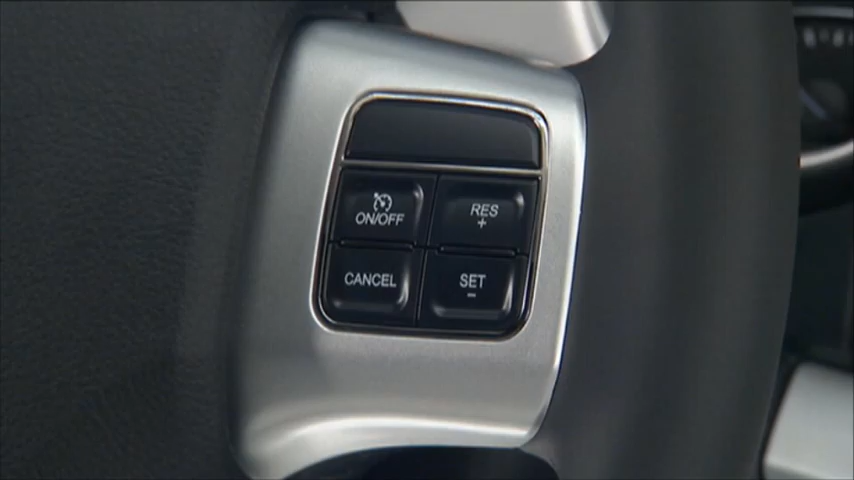 ON/OFF
RES
+
CANCEL
SET
-